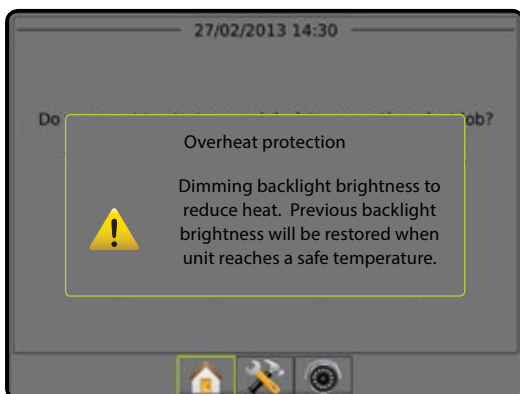 27/02/2013 14:30
Do job?
Overheat protection
Dimming backlight brightness to
reduce heat. Previous backlight
brightness will be restored when
unit reaches a safe temperature.